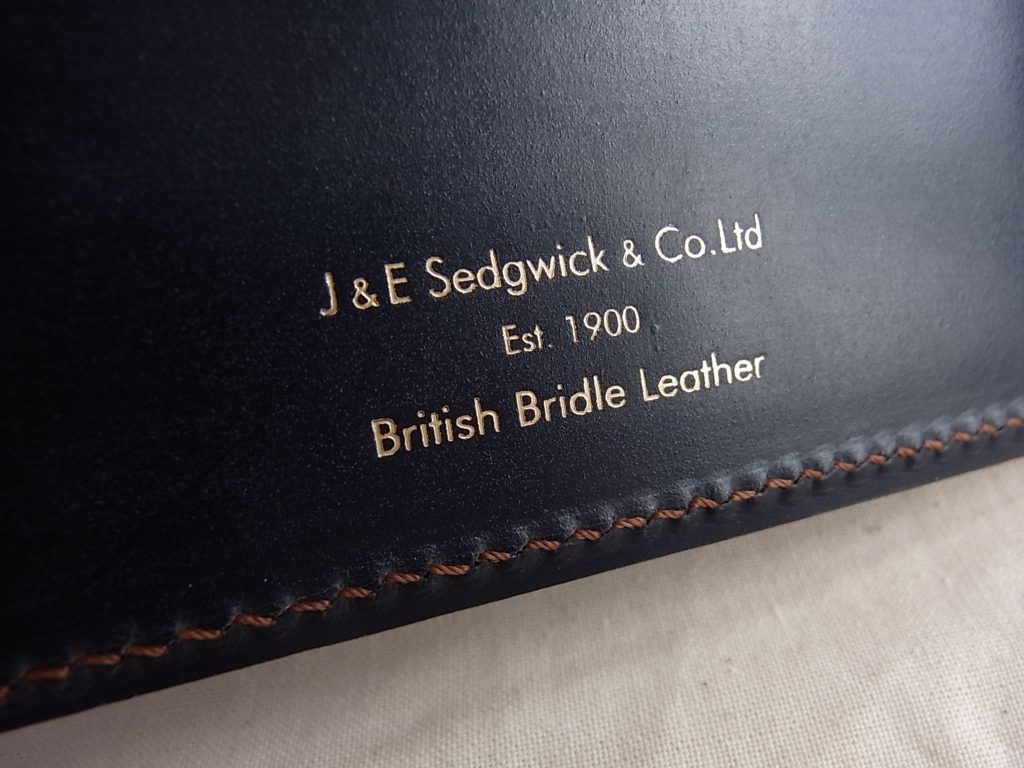 J & E Sedgwick & Co.Ltd
Est. 1900
British Bridle Leather